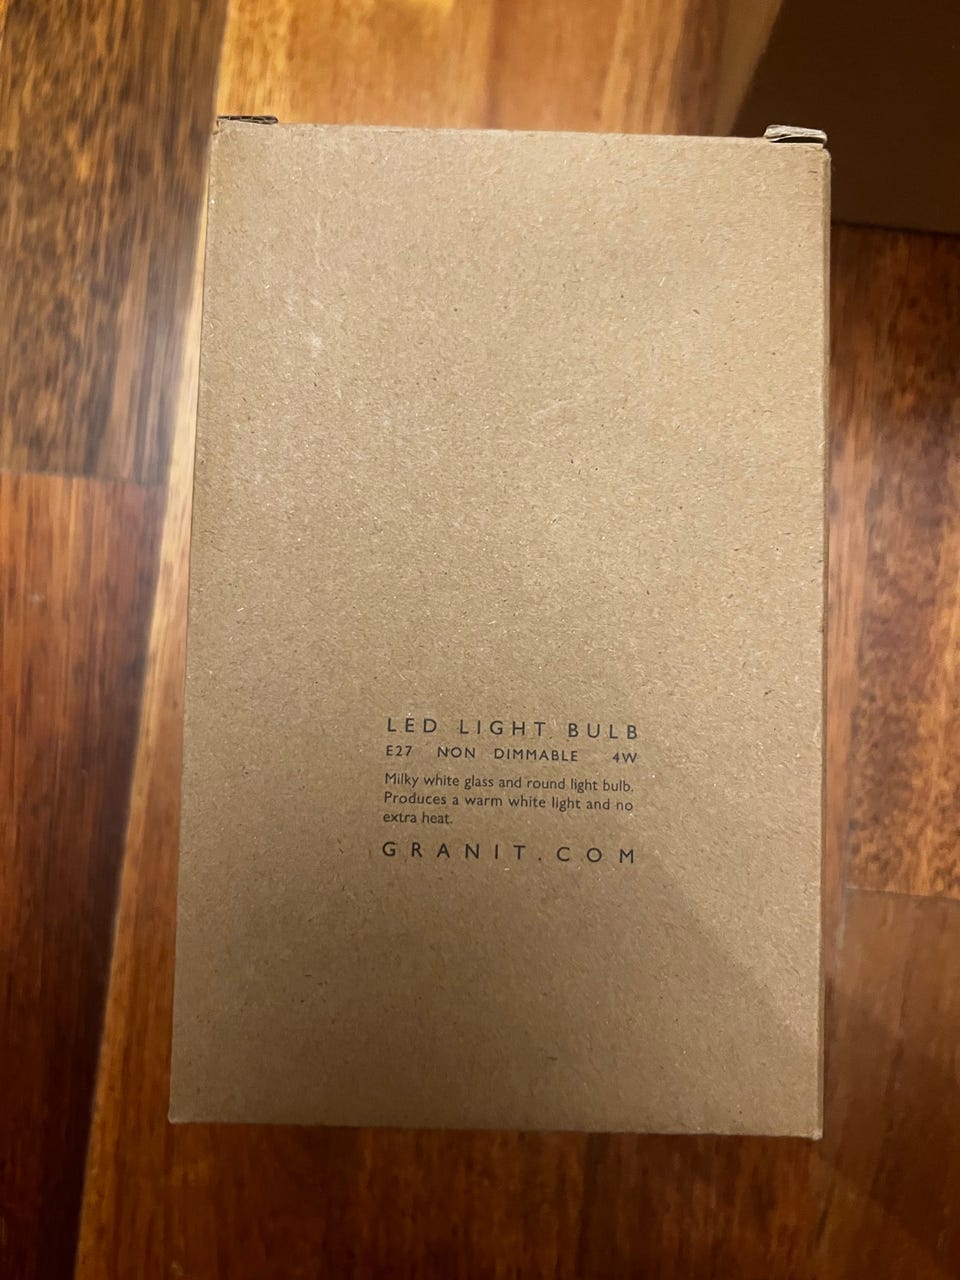 LED LIGHT BULB
E27 NON DIMMABLE 4W
Milky white glass and round light bulb.
Produces a warm white light and no
extra heat.
GRANIT.COM